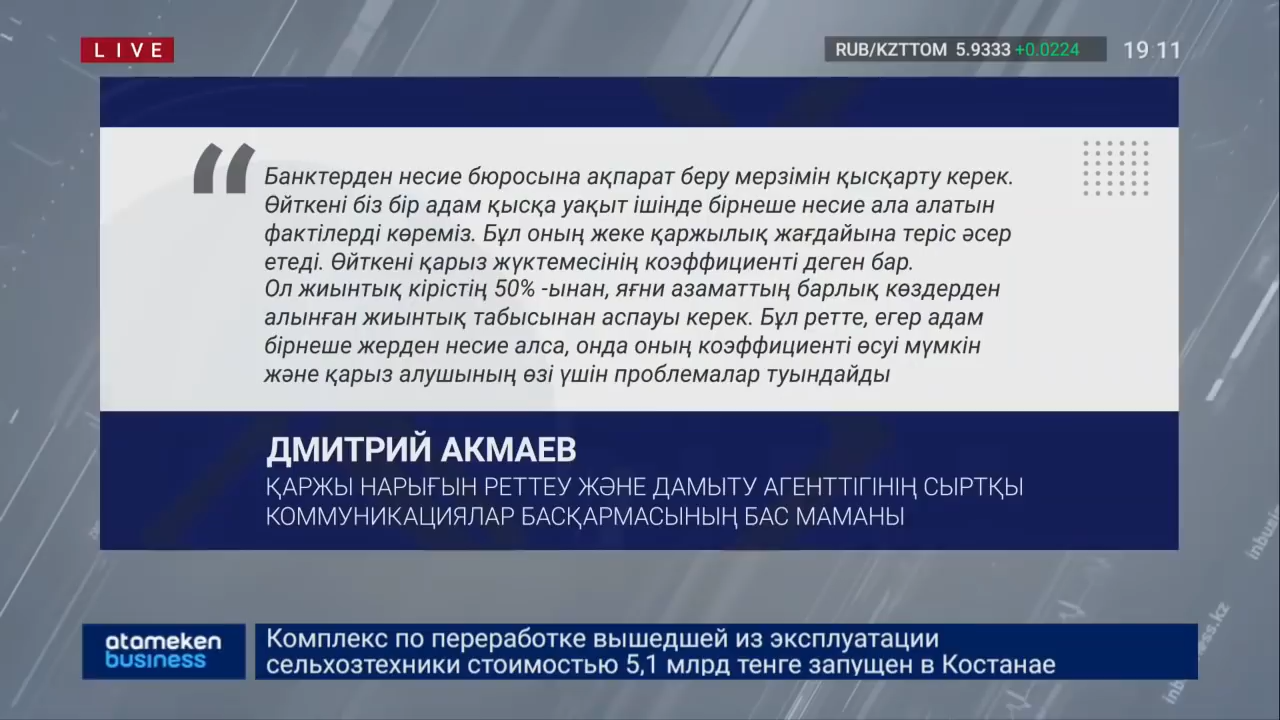 LIVE
RUB/KZTTOM 5.9333 +0.0224
19 11
Банктерден несие бюросына ақпарат беру мерзімін қысқарту керек.
Өйткені біз бір адам қысқа уақыт ішінде бірнеше несие ала алатын
фактілерді көреміз. Бұл оның жеке қаржылық жағдайына теріс әсер
етеді. Өйткені қарыз жүктемесінің коэффициенті деген бар.
Ол жиынтық кірістің 50% -ынан, яғни азаматтың барлық көздерден
алынған жиынтық табысынан аспауы керек. Бұл ретте, егер адам
бірнеше жерден несие алса, онда оның коэффициенті өсуі мүмкін
және қарыз алушының өзі үшін проблемалар туындайды
ДМИТРИЙ АКМАЕВ
ҚАРЖЫ НАРЫҒЫН РЕТТЕУ ЖӘНЕ ДАМЫТУ АГЕНТТІГІНІҢ СЫРТҚЫ
КОММУНИКАЦИЯЛАР БАСҚАРМАСЫНЫҢ БАС МАМАНЫ
atameken
business
Комплекс по переработке вышедшей из эксплуатации
сельхозтехники стоимостью 5,1 млрд тенге запущен в Костанае